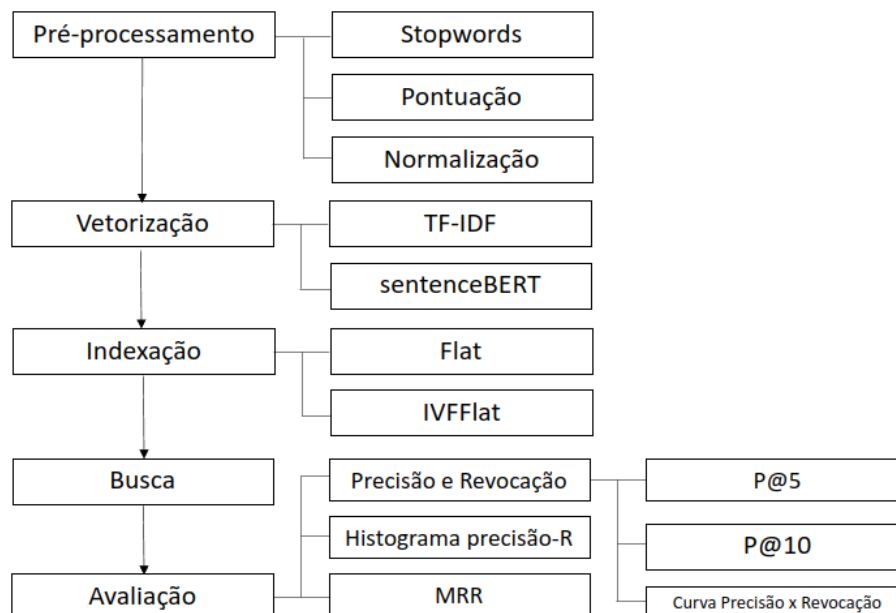 Pré-processamento
Stopwords
Pontuação
Normalização
Vetorização
TF-IDF
sentenceBERT
Indexação
Flat
IVFFlat
Busca
Precisão e Revocação
P@5
Histograma precisão-R
P@10
Avaliação
MRR
Curva Precisão x Revocação